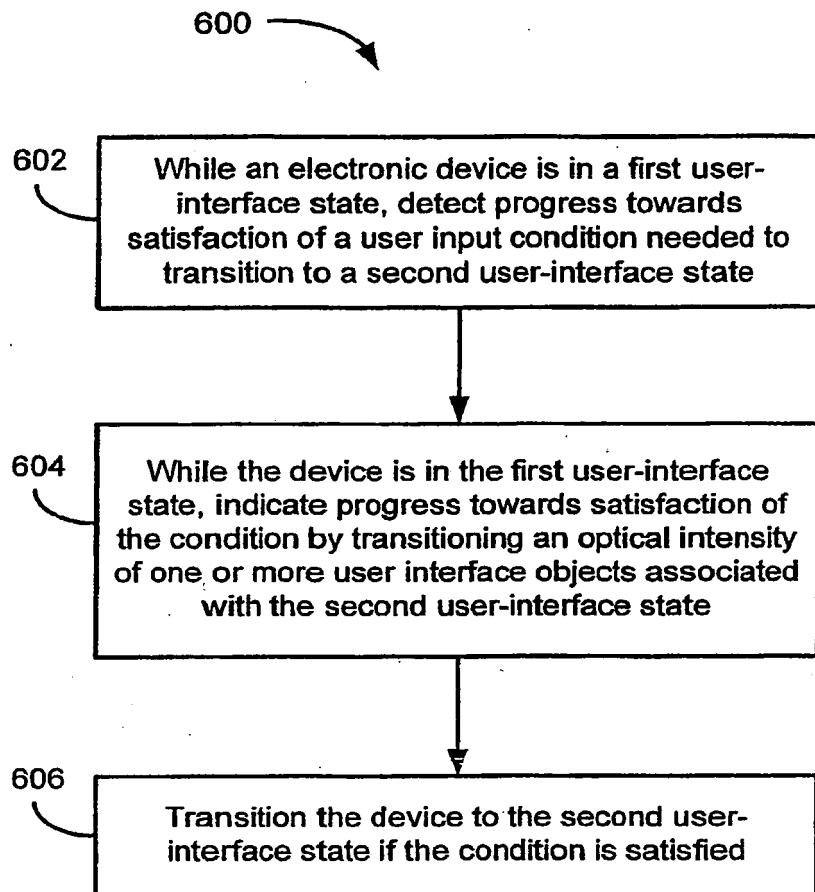 600
602
While an electronic device is in a first user-
interface state, detect progress towards
satisfaction of a user input condition needed to
transition to a second user-interface state
604
While the device is in the first user-interface
state, indicate progress towards satisfaction of
the condition by transitioning an optical intensity
of one or more user interface objects associated
with the second user-interface state
606
Transition the device to the second user-
interface state if the condition is satisfied